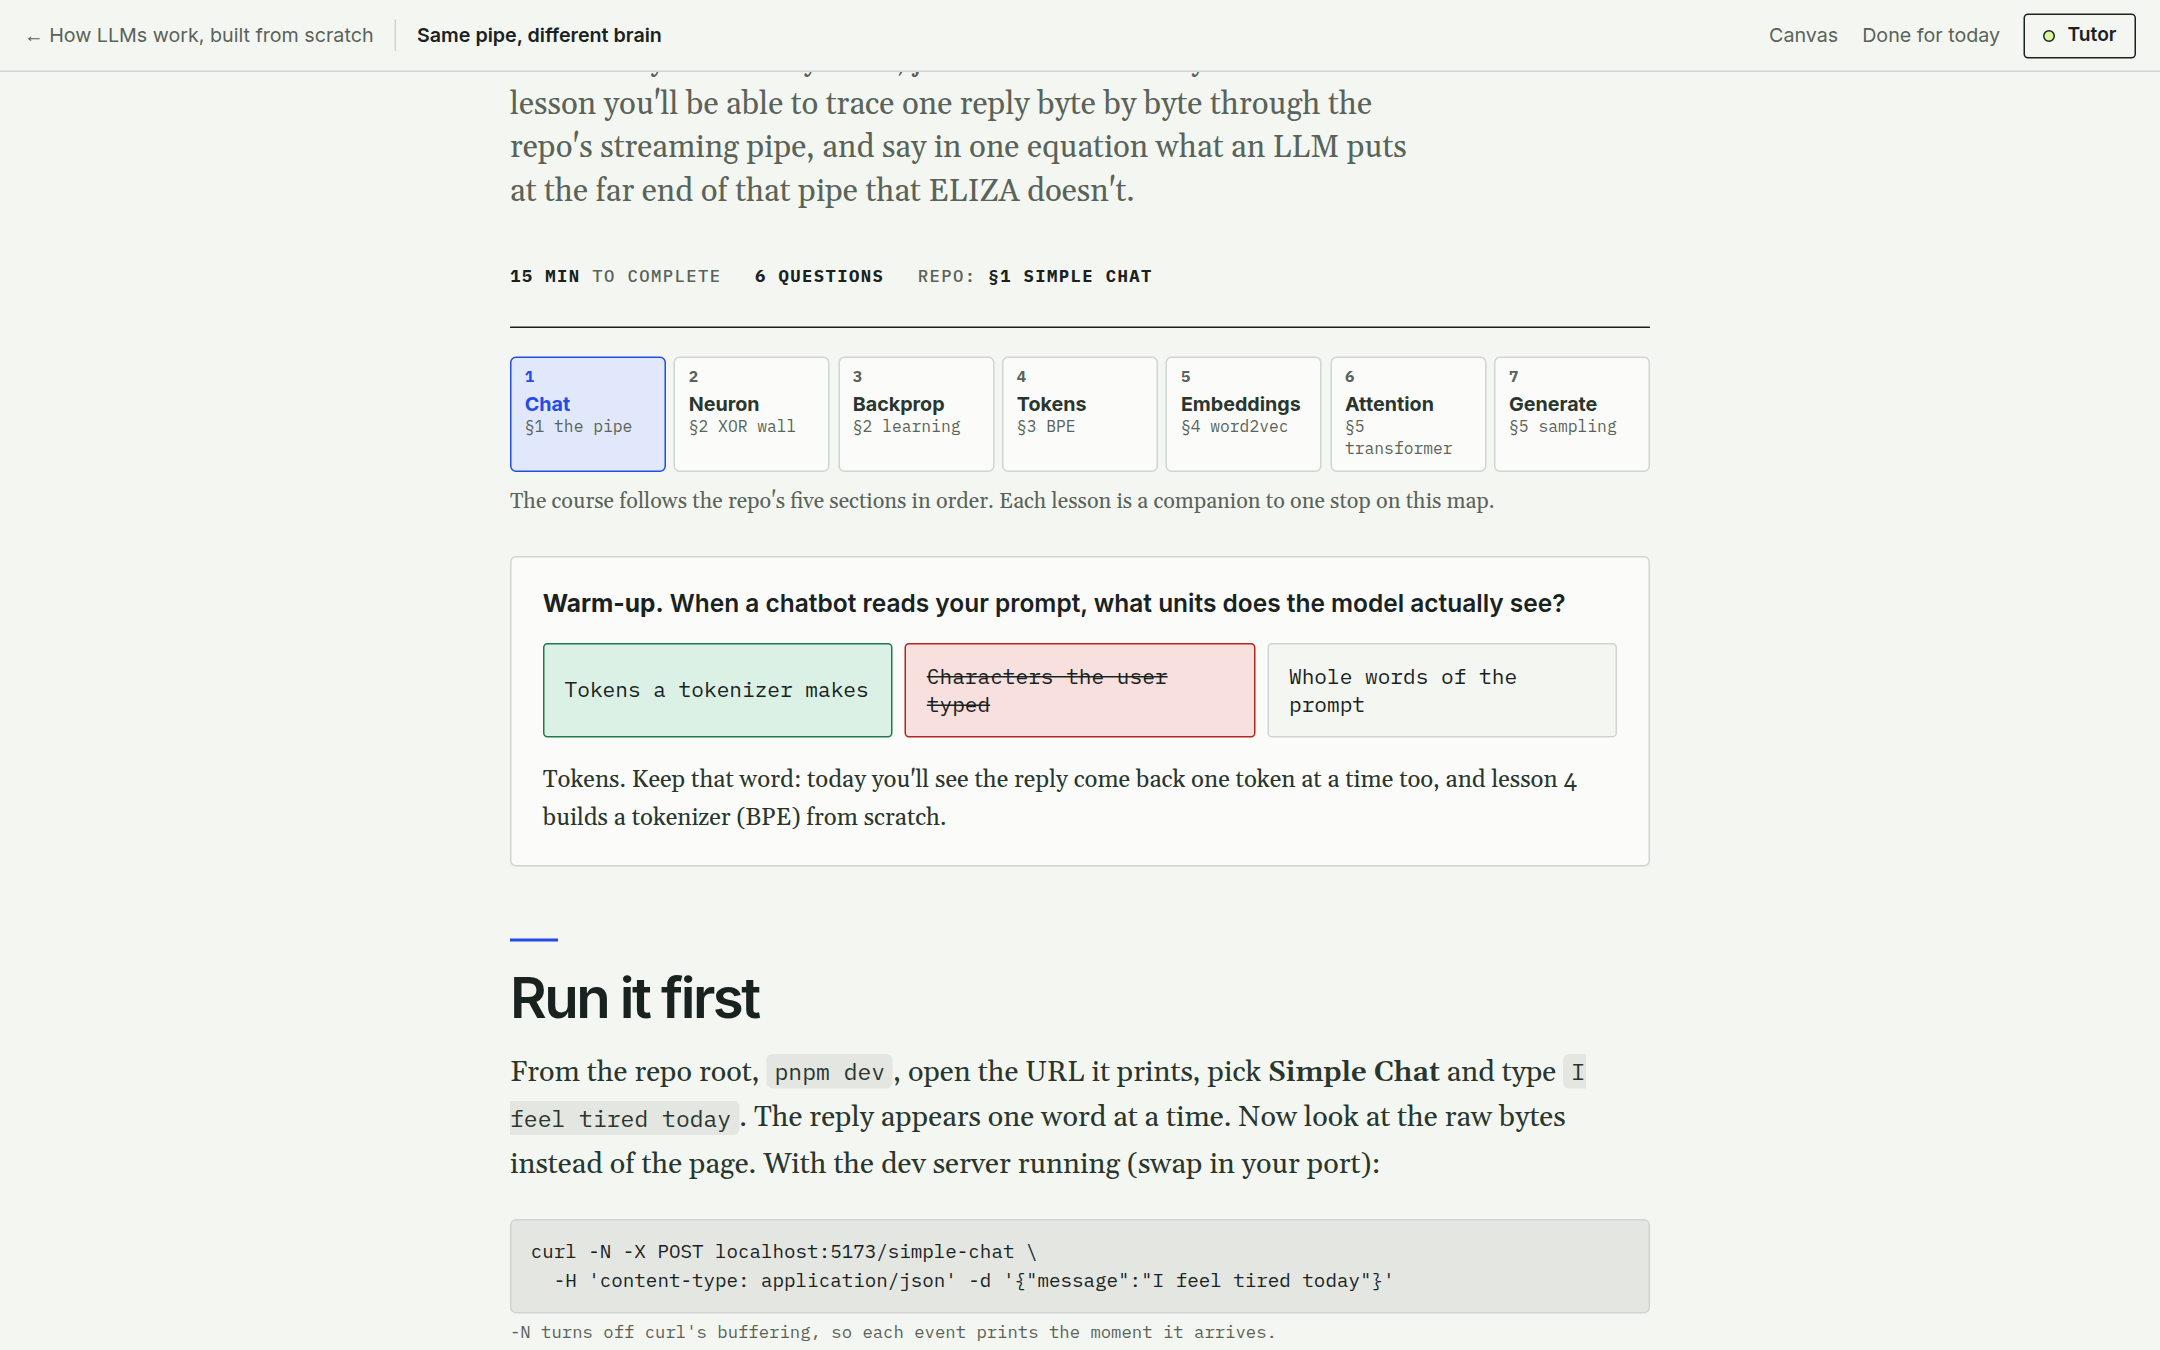 ← How LLMs work, built from scratch
Same pipe, different brain
Canvas
Done for today
Tutor
lesson you'll be able to trace one reply byte by byte through the
repo's streaming pipe, and say in one equation what an LLM puts
at the far end of that pipe that ELIZA doesn't.
15 MIN TO COMPLETE 6 QUESTIONS REPO: §1 SIMPLE CHAT
1
Chat
§1 the pipe
2
Neuron
§2 XOR wall
3
Backprop
§2 learning
4
Tokens
§3 BPE
5
Embeddings
§4 word2vec
6
Attention
§5
transformer
7
Generate
§5 sampling
The course follows the repo's five sections in order. Each lesson is a companion to one stop on this map.
Warm-up. When a chatbot reads your prompt, what units does the model actually see?
Tokens a tokenizer makes
Characters the user
typed
Whole words of the
prompt
Tokens. Keep that word: today you'll see the reply come back one token at a time too, and lesson 4
builds a tokenizer (BPE) from scratch.
Run it first
From the repo root, pnpm dev, open the URL it prints, pick Simple Chat and type I
feel tired today. The reply appears one word at a time. Now look at the raw bytes
instead of the page. With the dev server running (swap in your port):
curl -N -X POST localhost:5173/simple-chat \
-H 'content-type: application/json' -d '{"message":"I feel tired today"}'
-N turns off curl's buffering, so each event prints the moment it arrives.